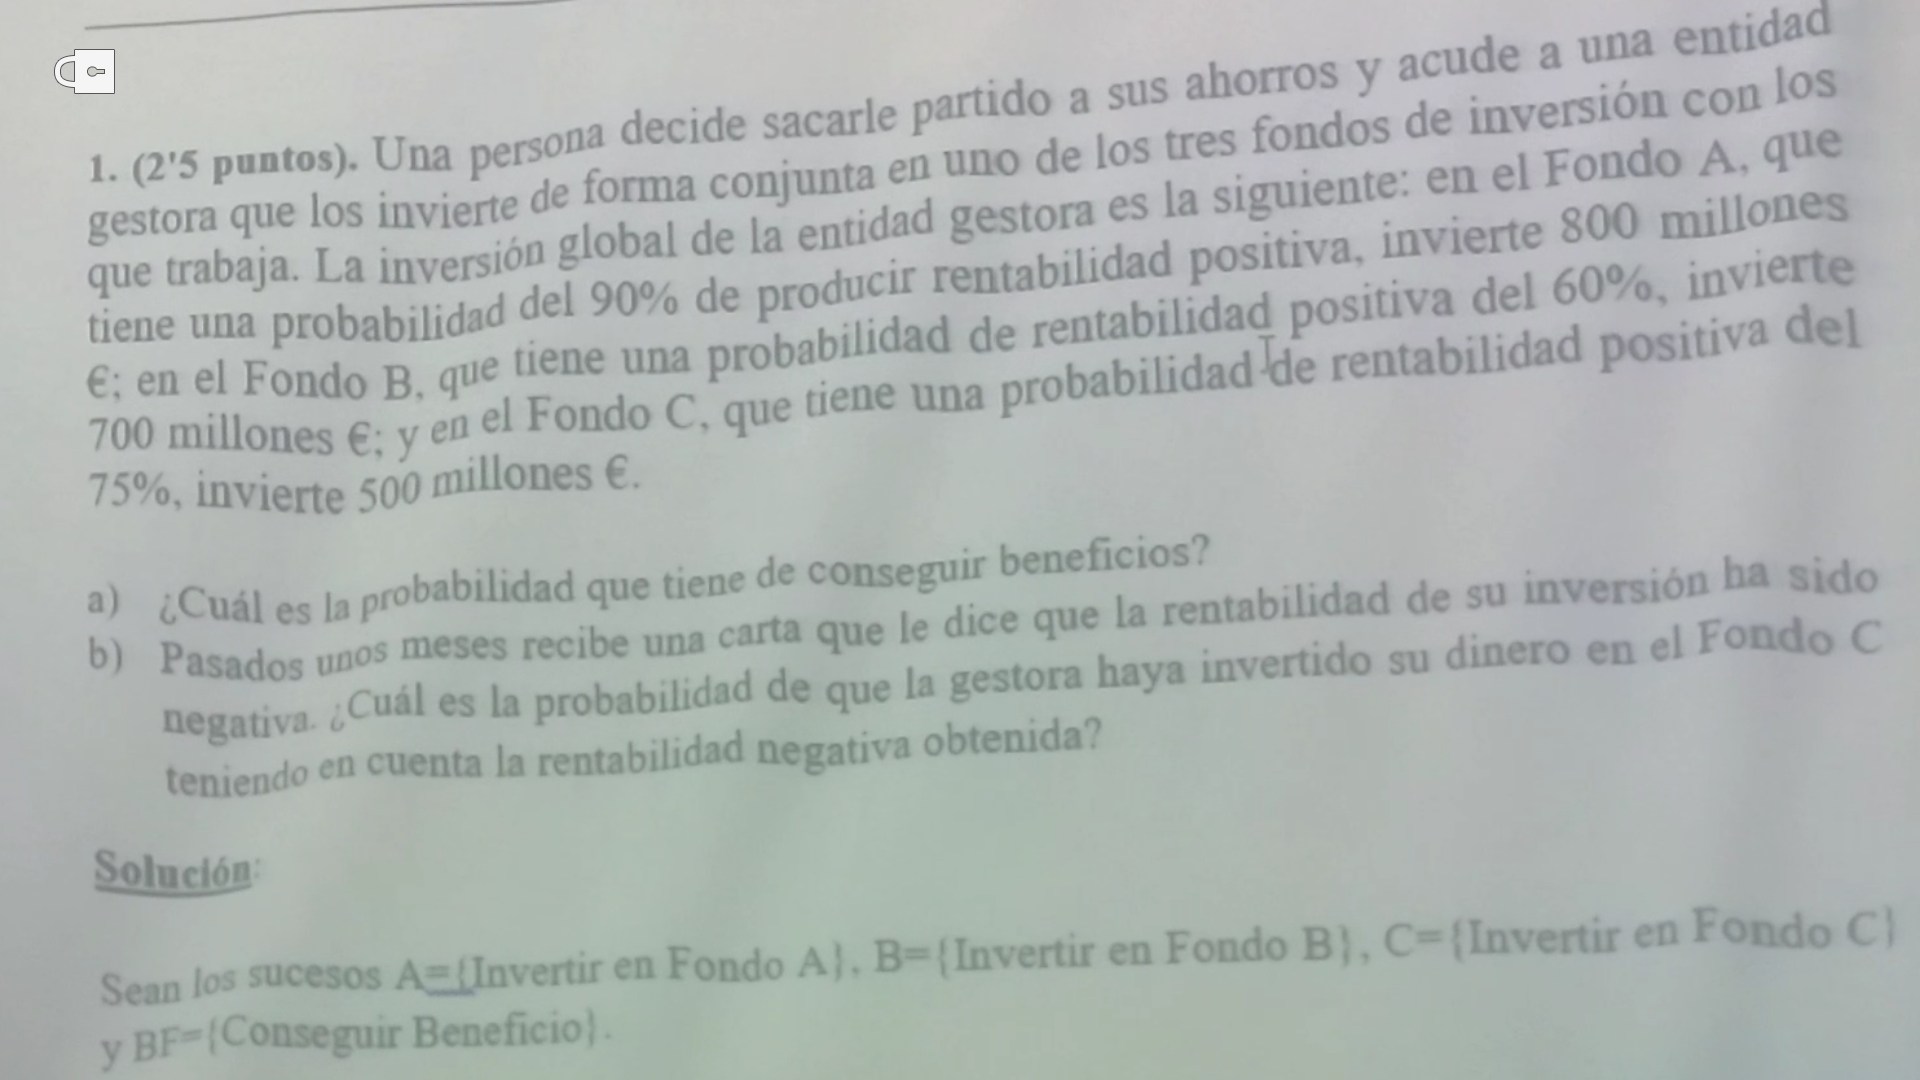 1. (2'5 puntos). Una persona decide sacarle partido a sus ahorros y acude a una entidad
gestora que los invierte de forma conjunta en uno de los tres fondos de inversión con los
que trabaja. La inversión global de la entidad gestora es la siguiente: en el Fondo A, que
tiene una probabilidad del 90% de producir rentabilidad positiva, invierte 800 millones
€; en el Fondo B, que tiene una probabilidad de rentabilidad positiva del 60%, invierte
700 millones €; y en el Fondo C, que tiene una probabilidad de rentabilidad positiva del
75%, invierte 500 millones €.
a) ¿Cuál es la probabilidad que tiene de conseguir beneficios?
b) Pasados unos meses recibe una carta que le dice que la rentabilidad de su inversión ha sido
negativa. ¿Cuál es la probabilidad de que la gestora haya invertido su dinero en el Fondo C
teniendo en cuenta la rentabilidad negativa obtenida?
Solución:
Sean los sucesos A={Invertir en Fondo A}, B={Invertir en Fondo B}, C={Invertir en Fondo C}
y BF={Conseguir Beneficio}.